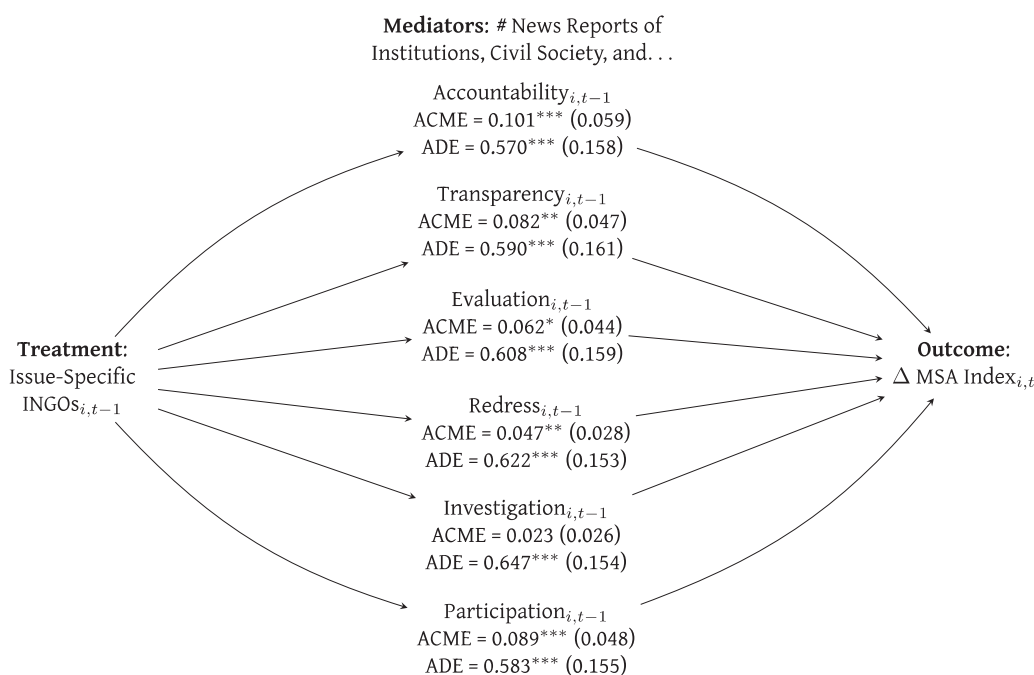 Mediators: # News Reports of
Institutions, Civil Society, and. . .
Accountability_{i,t−1}
ACME = 0.101*** (0.059)
ADE = 0.570*** (0.158)
Transparency_{i,t−1}
ACME = 0.082** (0.047)
ADE = 0.590*** (0.161)
Evaluation_{i,t−1}
ACME = 0.062* (0.044)
ADE = 0.608*** (0.159)
Treatment:
Issue-Specific
INGOs_{i,t−1}
Outcome:
Δ MSA Index_{i,t}
Redress_{i,t−1}
ACME = 0.047** (0.028)
ADE = 0.622*** (0.153)
Investigation_{i,t−1}
ACME = 0.023 (0.026)
ADE = 0.647*** (0.154)
Participation_{i,t−1}
ACME = 0.089*** (0.048)
ADE = 0.583*** (0.155)